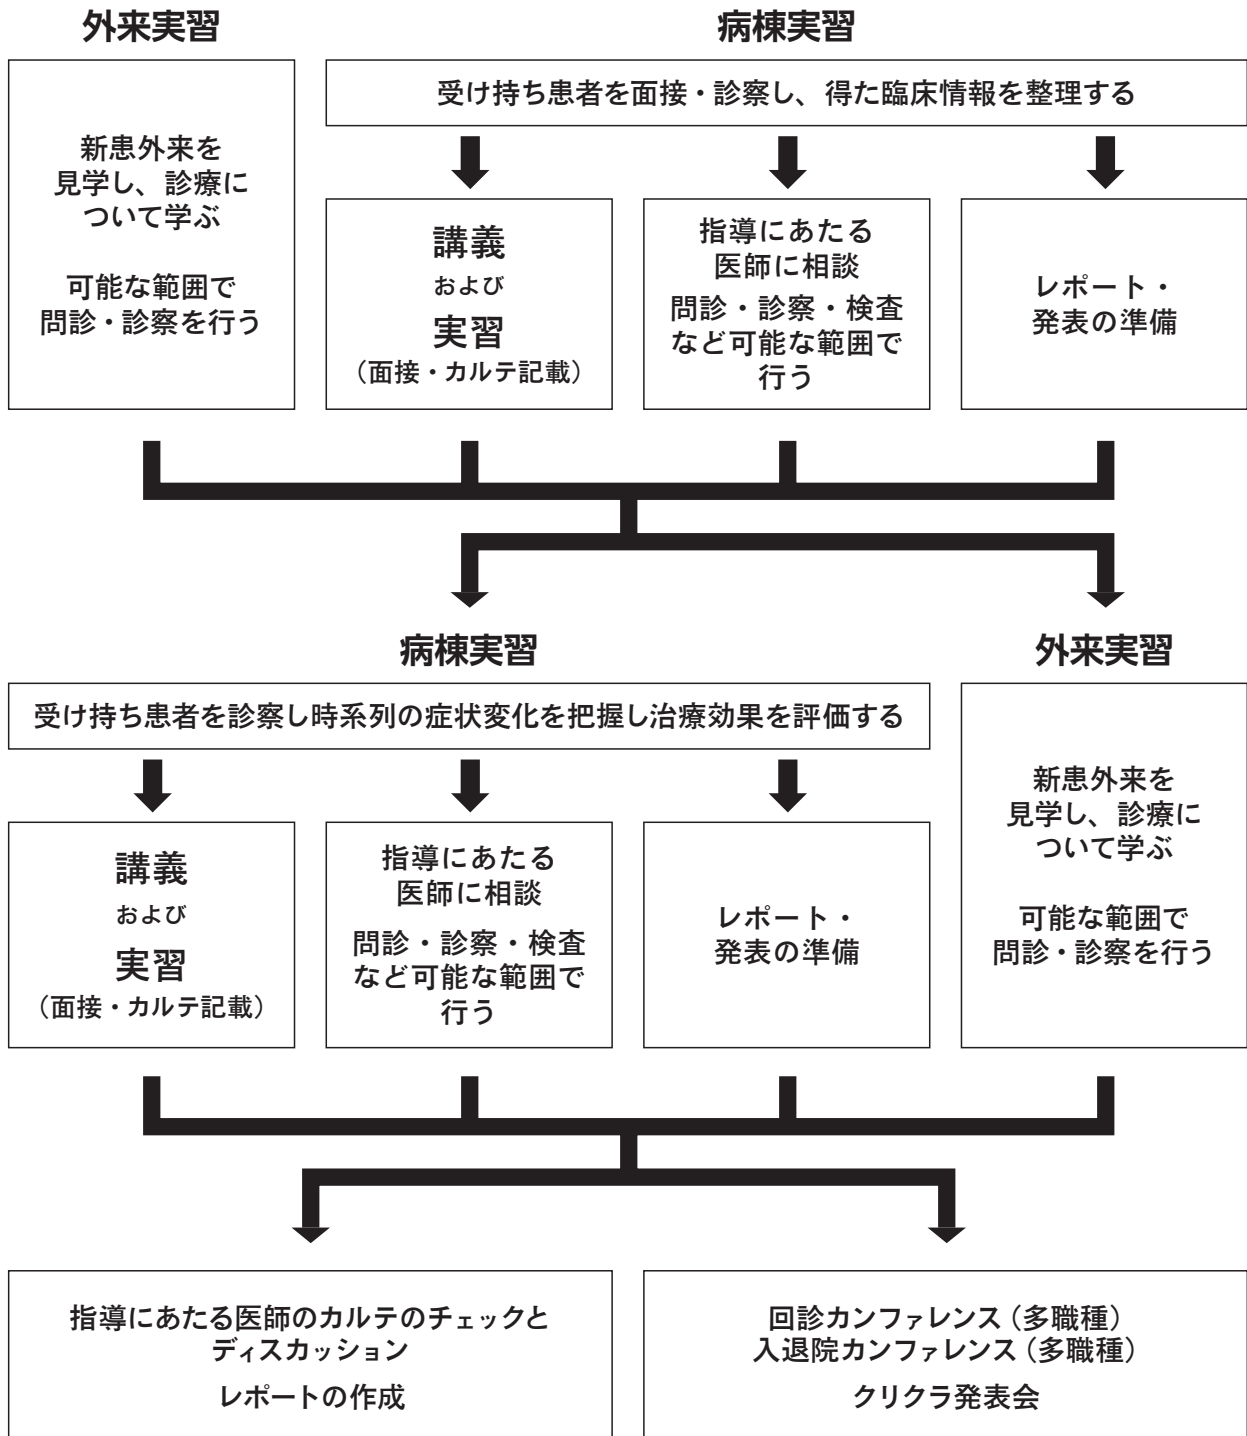 外来実習
新患外来を
見学し、診療に
ついて学ぶ
可能な範囲で
問診・診察を行う
病棟実習
受け持ち患者を面接・診察し、得た臨床情報を整理する
講義
および
実習
（面接・カルテ記載）
指導にあたる
医師に相談
問診・診察・検査
など可能な範囲で
行う
レポート・
発表の準備
病棟実習
受け持ち患者を診察し時系列の症状変化を把握し治療効果を評価する
講義
および
実習
（面接・カルテ記載）
指導にあたる
医師に相談
問診・診察・検査
など可能な範囲で
行う
レポート・
発表の準備
外来実習
新患外来を
見学し、診療に
ついて学ぶ
可能な範囲で
問診・診察を行う
指導にあたる医師のカルテのチェックと
ディスカッション
レポートの作成
回診カンファレンス（多職種）
入退院カンファレンス（多職種）
クリクラ発表会